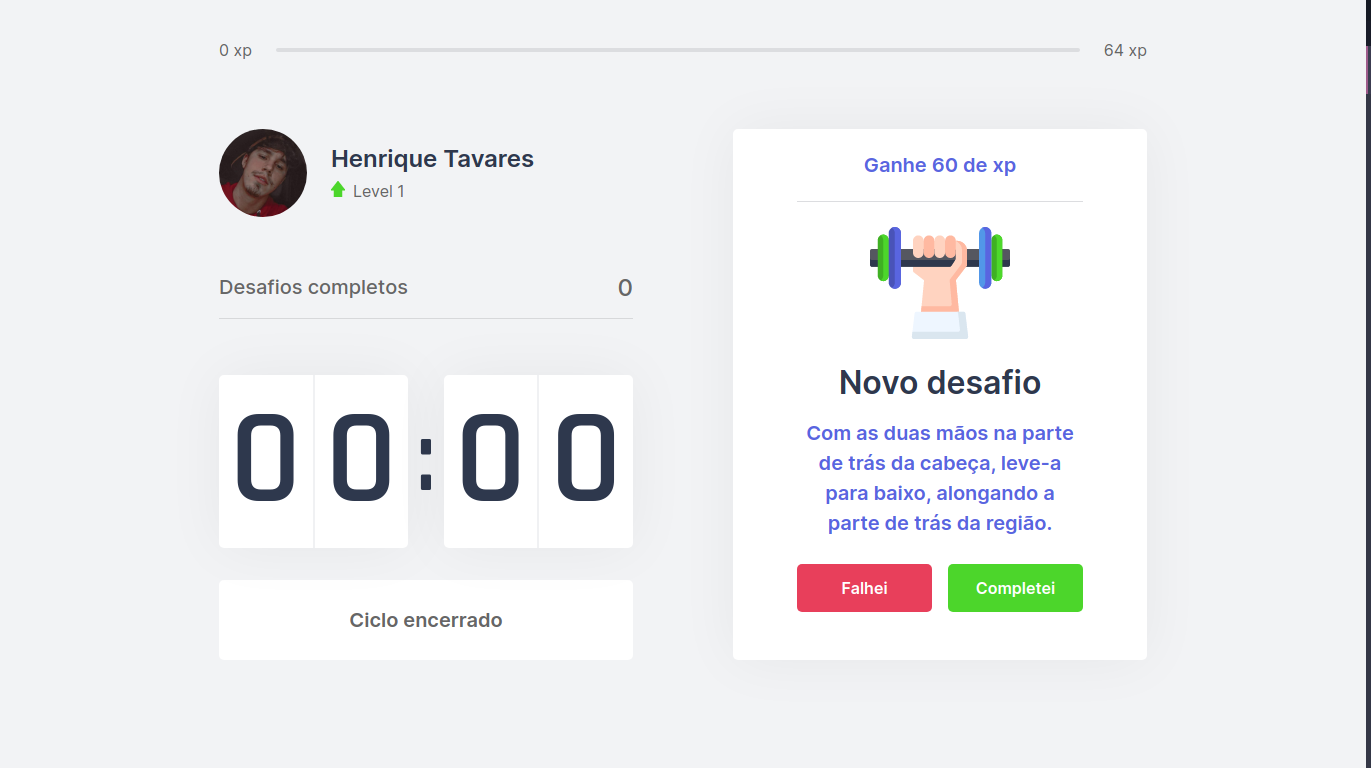 0 xp
64 xp
Henrique Tavares
Level 1
Desafios completos
0
00:00
Ciclo encerrado
Ganhe 60 de xp
Novo desafio
Com as duas mãos na parte
de trás da cabeça, leve-a
para baixo, alongando a
parte de trás da região.
Falhei
Completei